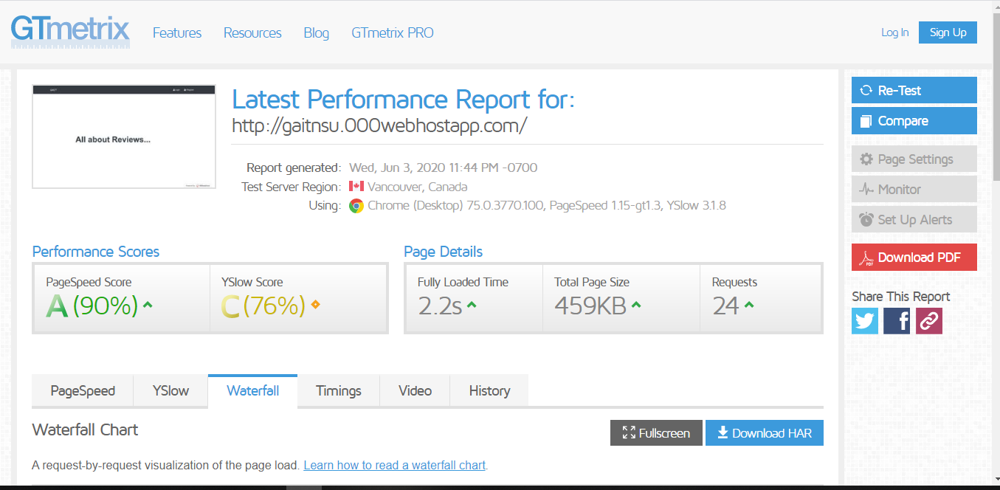 GTmetrix
Features Resources Blog GTmetrix PRO
Log In Sign Up
All about Reviews...
Latest Performance Report for:
http://gaitnsu.000webhostapp.com/
Report generated: Wed, Jun 3, 2020 11:44 PM -0700
Test Server Region: Vancouver, Canada
Using: Chrome (Desktop) 75.0.3770.100, PageSpeed 1.15-gt1.3, YSlow 3.1.8
Re-Test
Compare
Page Settings
Monitor
Set Up Alerts
Download PDF
Share This Report
Performance Scores
PageSpeed Score YSlow Score
A (90%) C (76%)
Page Details
Fully Loaded Time Total Page Size Requests
2.2s 459KB 24
PageSpeed YSlow Waterfall Timings Video History
Waterfall Chart
Fullscreen Download HAR
A request-by-request visualization of the page load. Learn how to read a waterfall chart.